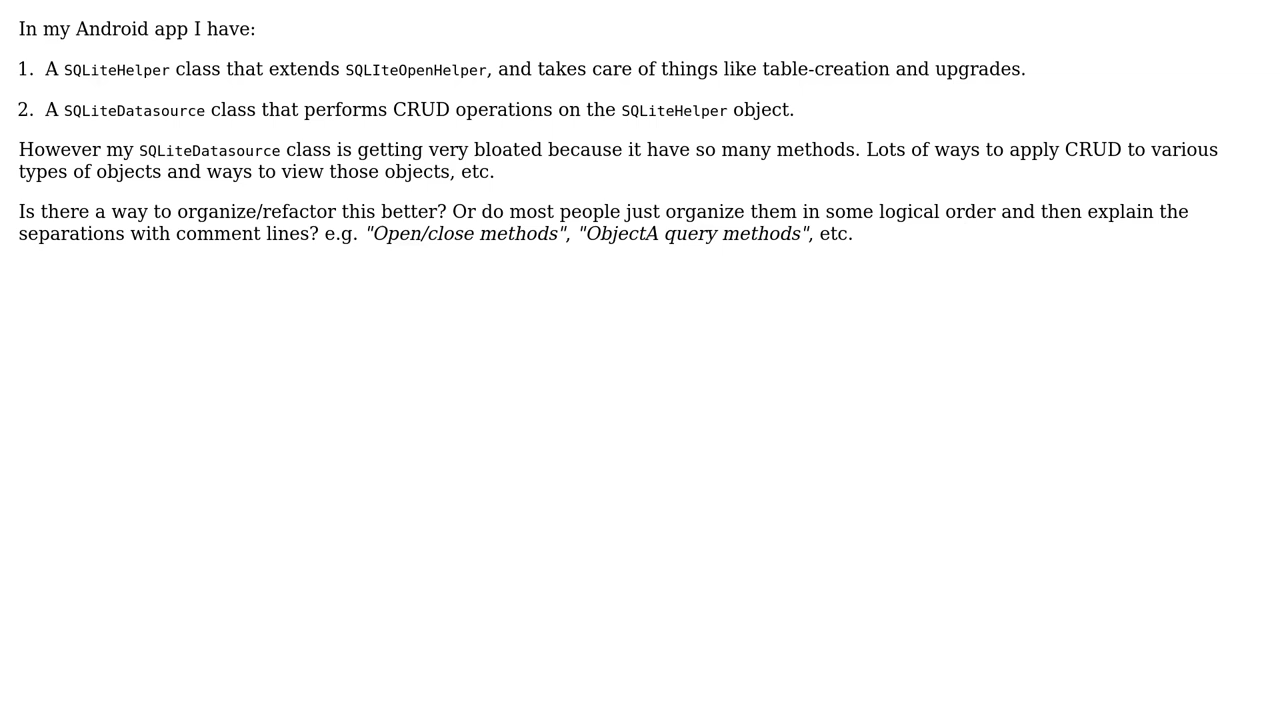 In my Android app I have:
1. A SQLiteHelper class that extends SQLIteOpenHelper, and takes care of things like table-creation and upgrades.
2. A SQLiteDatasource class that performs CRUD operations on the SQLiteHelper object.
However my SQLiteDatasource class is getting very bloated because it have so many methods. Lots of ways to apply CRUD to various
types of objects and ways to view those objects, etc.
Is there a way to organize/refactor this better? Or do most people just organize them in some logical order and then explain the
separations with comment lines? e.g. "Open/close methods", "ObjectA query methods", etc.